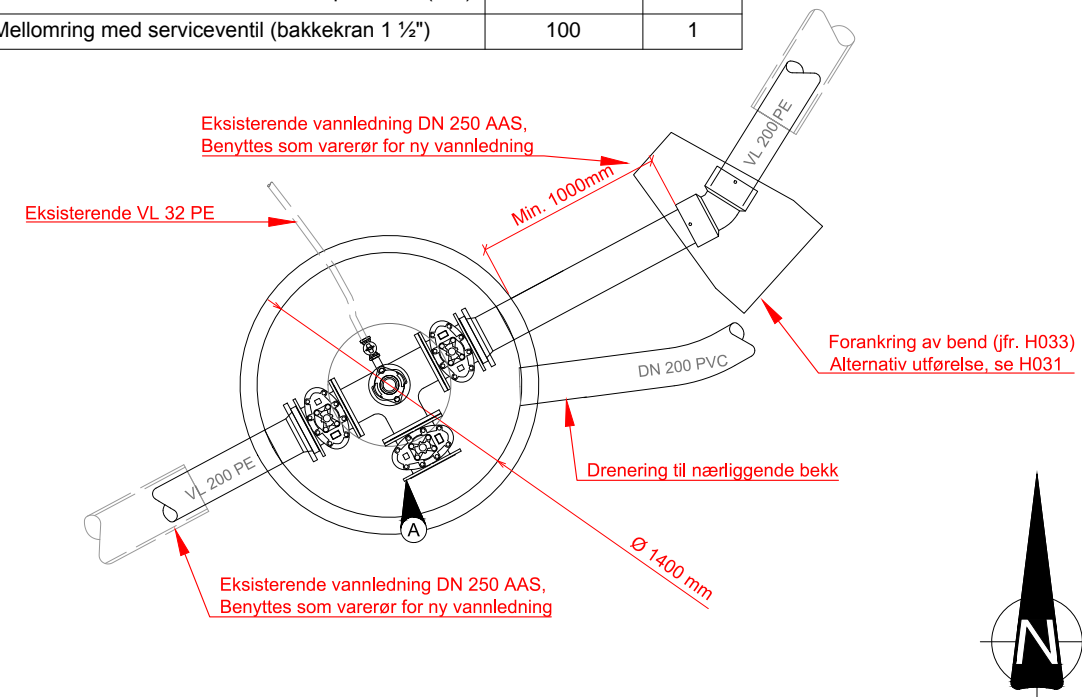 Mellomring med serviceventil (bakkekran 1 ½") 100 1
Eksisterende vannledning DN 250 AAS,
Benyttes som varerør for ny vannledning
VL 200 PE
Min. 1000mm
Eksisterende VL 32 PE
Forankring av bend (jfr. H033)
Alternativ utførelse, se H031
DN 200 PVC
Drenering til nærliggende bekk
VL 200 PE
A
Ø 1400 mm
Eksisterende vannledning DN 250 AAS,
Benyttes som varerør for ny vannledning
N